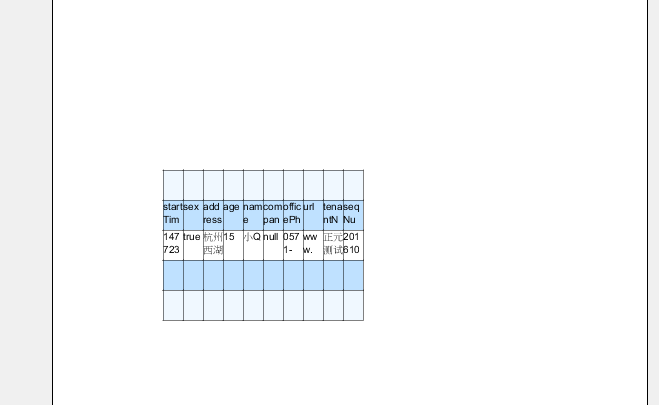 start Tim sex add ress age nam e com pan offic ePh url tena ntN seq Nu
147 723 true 杭州 西湖 15 小Q null 057 1- ww w. 正元 测试 201 610